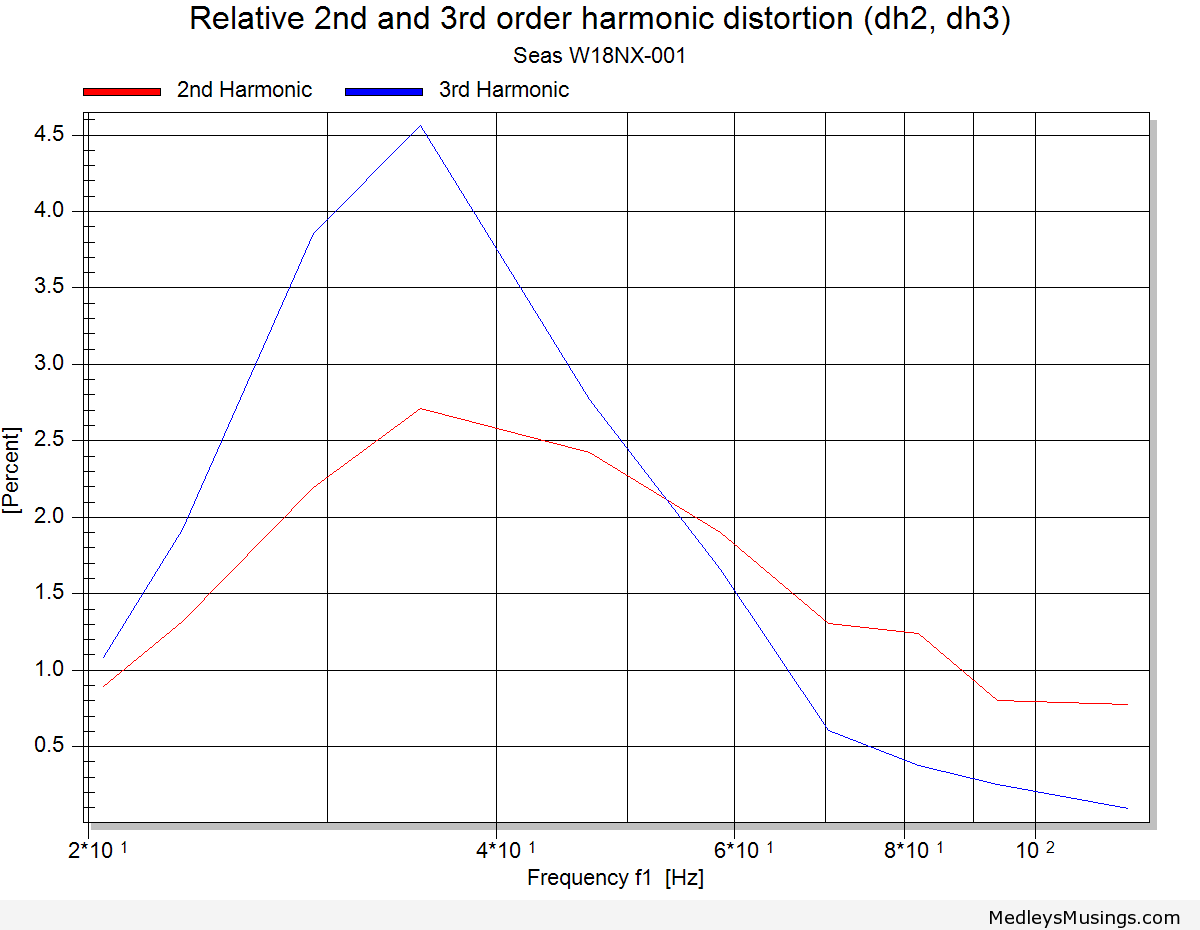 Relative 2nd and 3rd order harmonic distortion (dh2, dh3)
Seas W18NX-001
2nd Harmonic 3rd Harmonic
4.5
4.0
3.5
3.0
2.5
[Percent]
2.0
1.5
1.0
0.5
2*10 1 4*10 1 6*10 1 8*10 1 10 2
Frequency f1 [Hz]
MedleysMusings.com